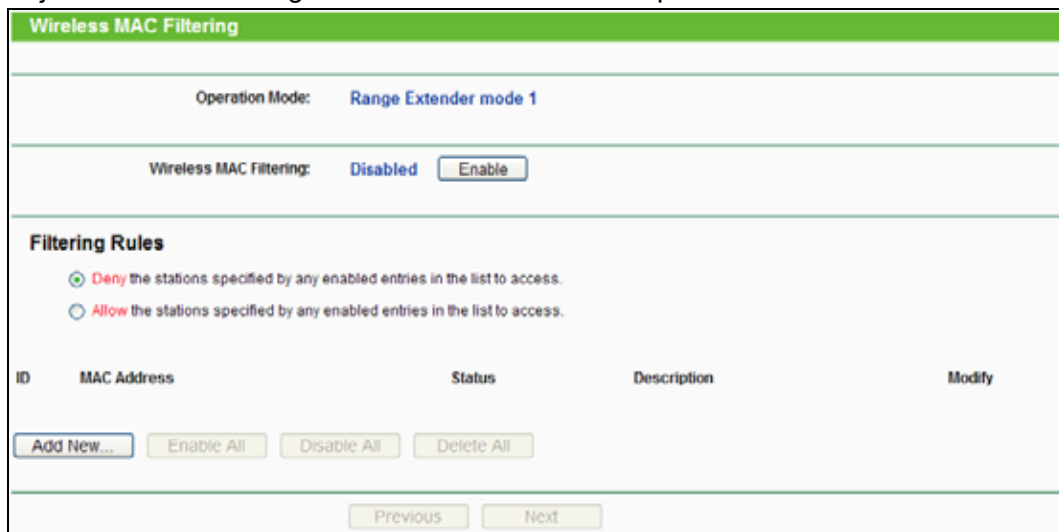 Wireless MAC Filtering
Operation Mode: Range Extender mode 1
Wireless MAC Filtering: Disabled Enable
Filtering Rules
Deny the stations specified by any enabled entries in the list to access.
Allow the stations specified by any enabled entries in the list to access.
ID MAC Address Status Description Modify
Add New... Enable All Disable All Delete All
Previous Next